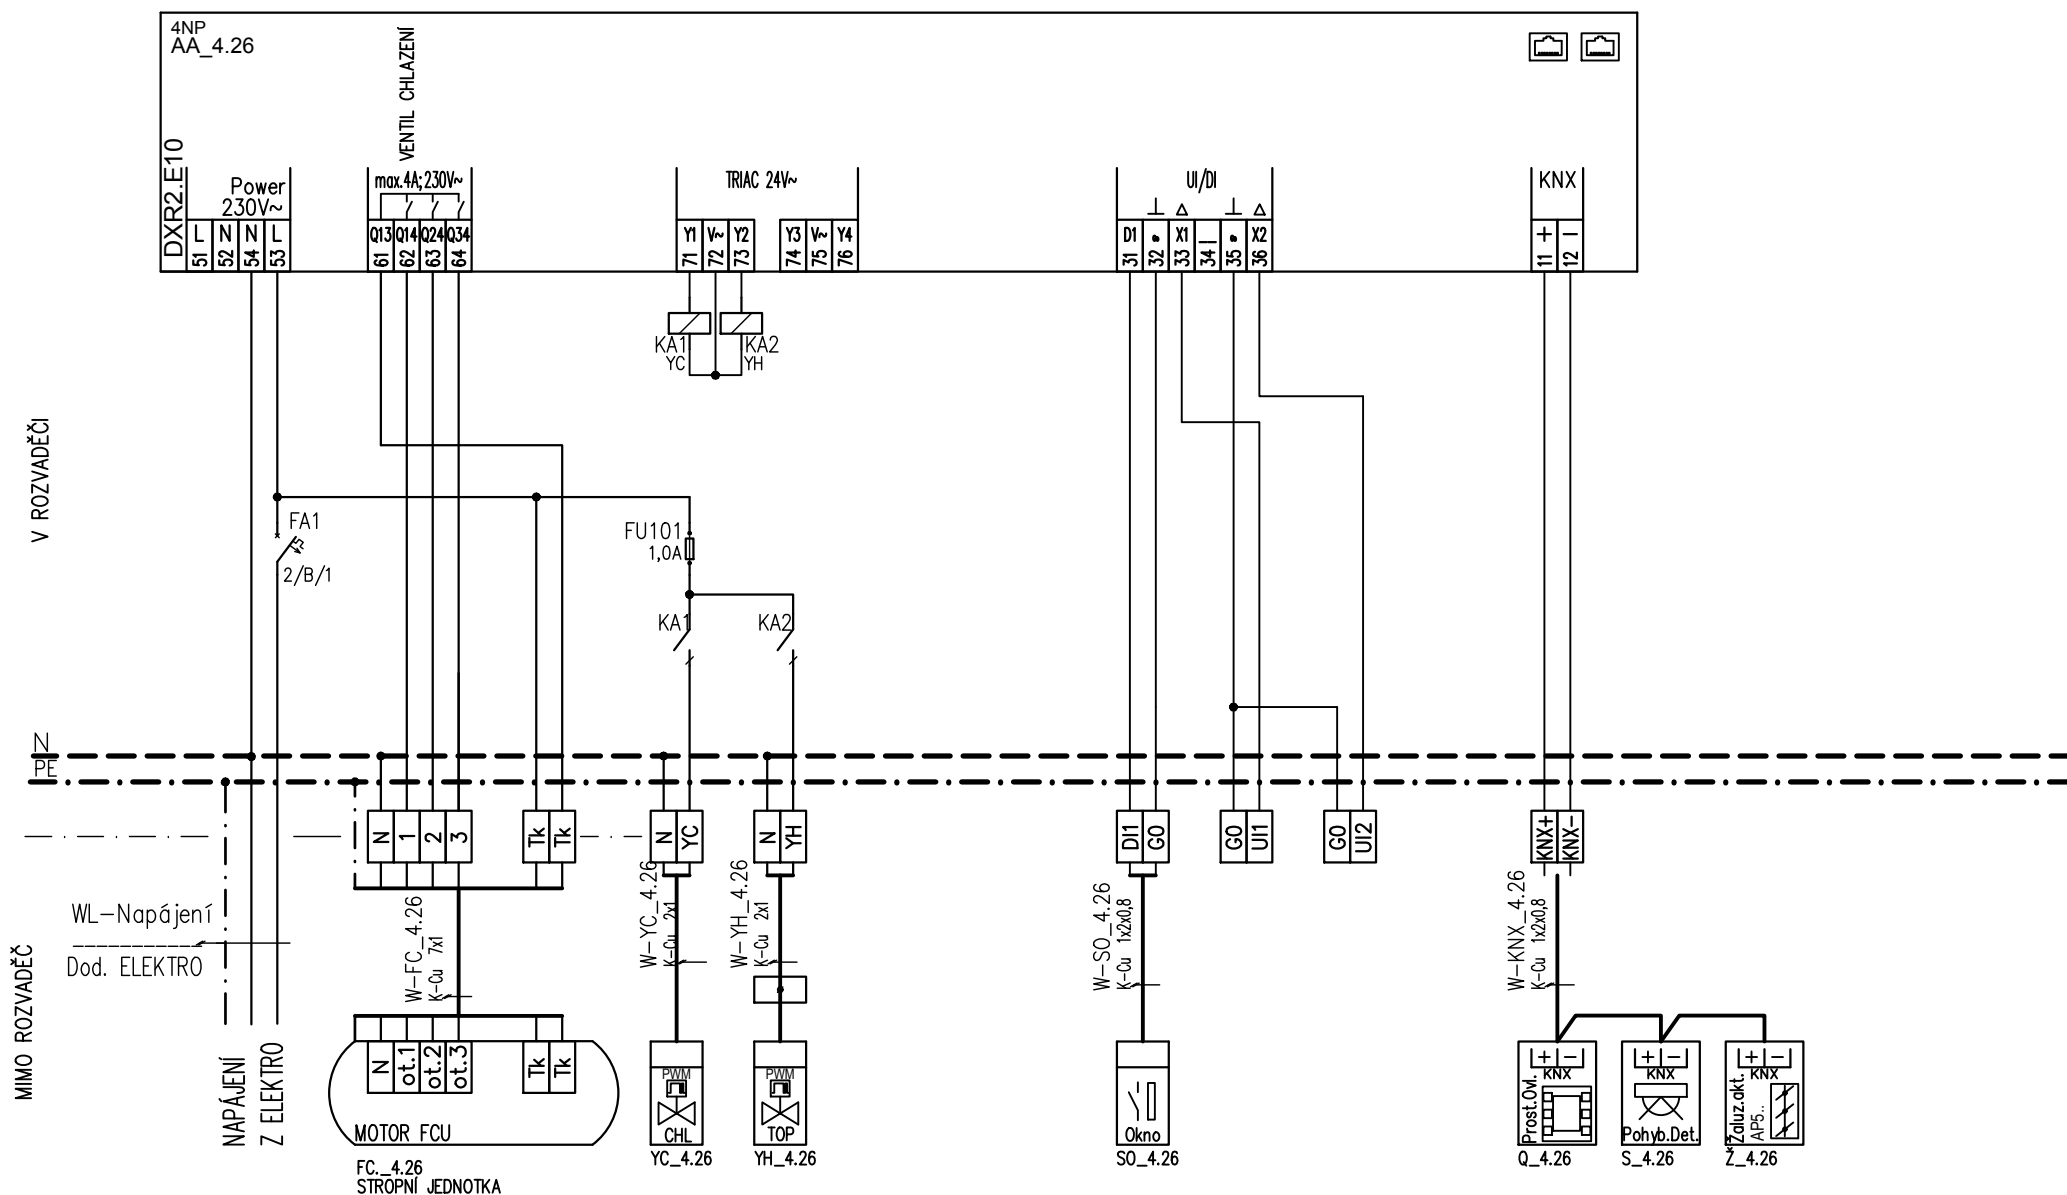 4NP
AA_4.26
VENTIL CHLAZENÍ
DXR2.E10
Power
230V~
L N N L
51 52 54 53
max.4A;230V~
Q13 Q14 Q24 Q34
61 62 63 64
TRIAC 24V~
Y1 V~ Y2
71 72 73
Y3 V~ Y4
74 75 76
UI/DI
⊥ △ ⊥ △
D1 X1 X2
31 32 33 34 35 36
KNX
+ −
11 12
KA1
YC
KA2
YH
V ROZVADĚČI
FA1
2/B/1
FU101
1,0A
KA1
KA2
N
PE
N 1 2 3
Tk Tk
N YC
N YH
DI1 GO
GO UI1
GO UI2
KNX+ KNX-
WL-Napájení
Dod. ELEKTRO
MIMO ROZVADĚČ
W-FC_4.26
K-Cu 7x1
W-YC_4.26
K-Cu 2x1
W-YH_4.26
K-Cu 2x1
W-SO_4.26
K-Cu 1x2x0,8
W-KNX_4.26
K-Cu 1x2x0,8
NAPÁJENÍ
Z ELEKTRO
N ot.1 ot.2 ot.3
Tk Tk
MOTOR FCU
FC._4.26
STROPNÍ JEDNOTKA
PWM
CHL
YC_4.26
PWM
TOP
YH_4.26
Okno
SO_4.26
+ −
KNX
Prost.Ovl.
Q_4.26
+ −
KNX
Pohyb.Det.
S_4.26
+ −
KNX
Žaluz.akt.
AP5..
Ž_4.26